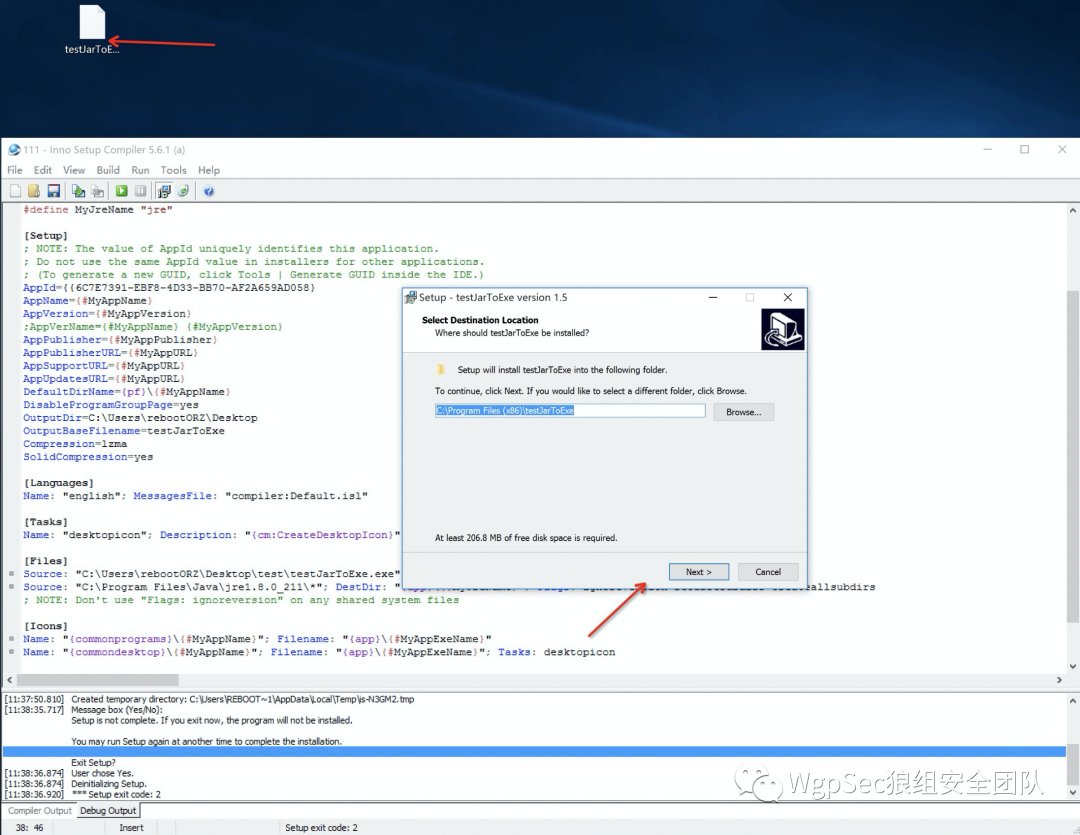 testJarToE...
111 - Inno Setup Compiler 5.6.1 (a)
File Edit View Build Run Tools Help
#define MyJreName "jre"
[Setup]
; NOTE: The value of AppId uniquely identifies this application.
; Do not use the same AppId value in installers for other applications.
; (To generate a new GUID, click Tools | Generate GUID inside the IDE.)
AppId={{6C7E7391-EBF8-4D33-BB70-AF2A659AD058}
AppName={#MyAppName}
AppVersion={#MyAppVersion}
;AppVerName={#MyAppName} {#MyAppVersion}
AppPublisher={#MyAppPublisher}
AppPublisherURL={#MyAppURL}
AppSupportURL={#MyAppURL}
AppUpdatesURL={#MyAppURL}
DefaultDirName={pf}\{#MyAppName}
DisableProgramGroupPage=yes
OutputDir=C:\Users\rebootORZ\Desktop
OutputBaseFilename=testJarToExe
Compression=lzma
SolidCompression=yes
[Languages]
Name: "english"; MessagesFile: "compiler:Default.isl"
[Tasks]
Name: "desktopicon"; Description: "{cm:CreateDesktopIcon}"
[Files]
Source: "C:\Users\rebootORZ\Desktop\test\testJarToExe.exe"
Source: "C:\Program Files\Java\jre1.8.0_211\*"; DestDir: allsubdirs
; NOTE: Don't use "Flags: ignoreversion" on any shared system files
[Icons]
Name: "{commonprograms}\{#MyAppName}"; Filename: "{app}\{#MyAppExeName}"
Name: "{commondesktop}\{#MyAppName}"; Filename: "{app}\{#MyAppExeName}"; Tasks: desktopicon
Setup - testJarToExe version 1.5
Select Destination Location
Where should testJarToExe be installed?
Setup will install testJarToExe into the following folder.
To continue, click Next. If you would like to select a different folder, click Browse.
C:\Program Files (x86)\testJarToExe
Browse...
At least 206.8 MB of free disk space is required.
Next >
Cancel
[11:37:50.810] Created temporary directory: C:\Users\REBOOT~1\AppData\Local\Temp\is-N3GM2.tmp
[11:38:35.717] Message box (Yes/No):
Setup is not complete. If you exit now, the program will not be installed.
You may run Setup again at another time to complete the installation.
Exit Setup?
[11:38:36.874] User chose Yes.
[11:38:36.874] Deinitializing Setup.
[11:38:36.920] *** Setup exit code: 2
WgpSec狼组安全团队
Compiler Output Debug Output
38: 46 Insert Setup exit code: 2